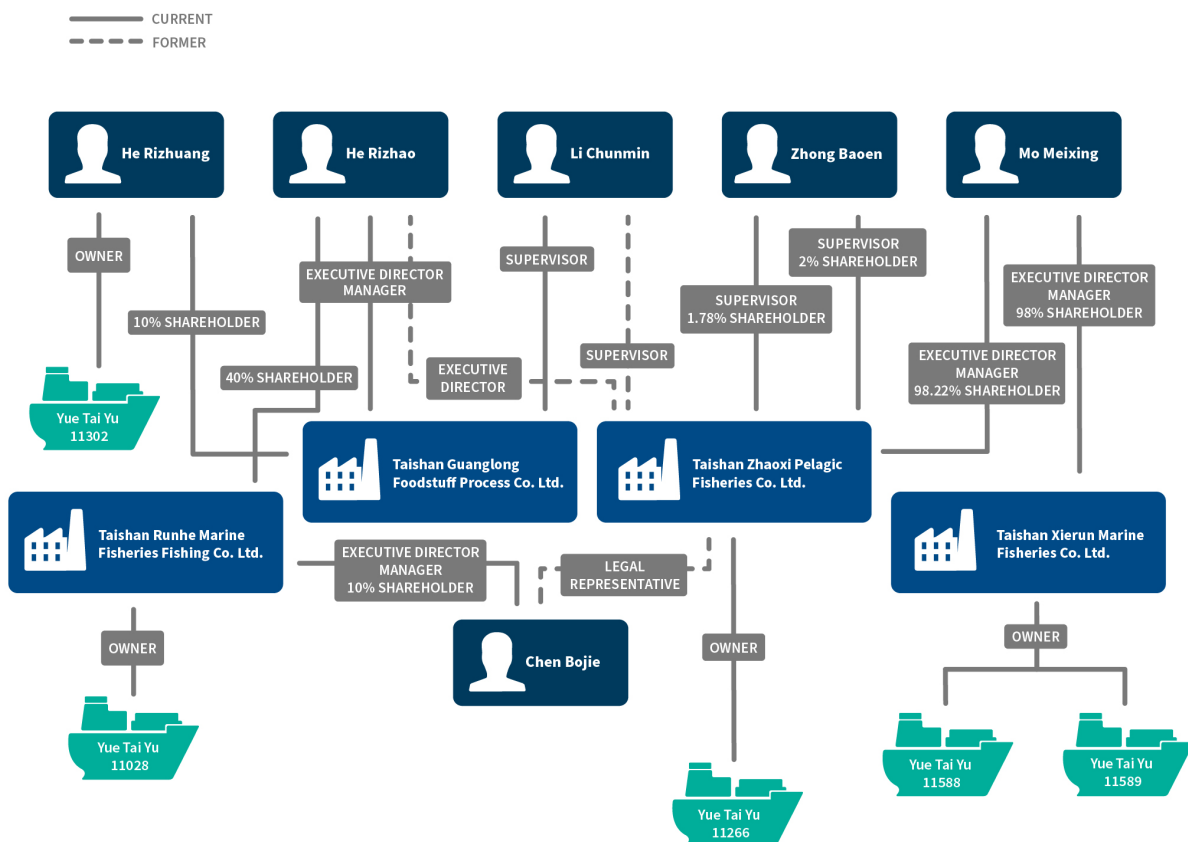 CURRENT
FORMER
He Rizhuang
He Rizhao
Li Chunmin
Zhong Baoen
Mo Meixing
OWNER
10% SHAREHOLDER
EXECUTIVE DIRECTOR
MANAGER
40% SHAREHOLDER
EXECUTIVE
DIRECTOR
SUPERVISOR
SUPERVISOR
SUPERVISOR
1.78% SHAREHOLDER
SUPERVISOR
2% SHAREHOLDER
EXECUTIVE DIRECTOR
MANAGER
98.22% SHAREHOLDER
EXECUTIVE DIRECTOR
MANAGER
98% SHAREHOLDER
Yue Tai Yu
11302
Taishan Guanglong
Foodstuff Process Co. Ltd.
Taishan Zhaoxi Pelagic
Fisheries Co. Ltd.
Taishan Runhe Marine
Fisheries Fishing Co. Ltd.
Taishan Xierun Marine
Fisheries Co. Ltd.
EXECUTIVE DIRECTOR
MANAGER
10% SHAREHOLDER
LEGAL
REPRESENTATIVE
OWNER
Chen Bojie
OWNER
OWNER
Yue Tai Yu
11028
Yue Tai Yu
11266
Yue Tai Yu
11588
Yue Tai Yu
11589